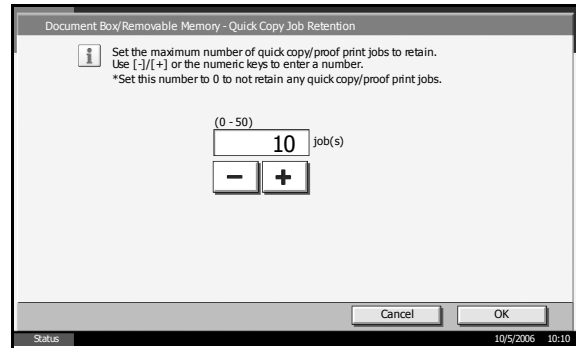 Document Box/Removable Memory - Quick Copy Job Retention
Set the maximum number of quick copy/proof print jobs to retain.
Use [-]/[+] or the numeric keys to enter a number.
*Set this number to 0 to not retain any quick copy/proof print jobs.
(0 - 50)
10 job(s)
− +
Cancel OK
Status 10/5/2006 10:10